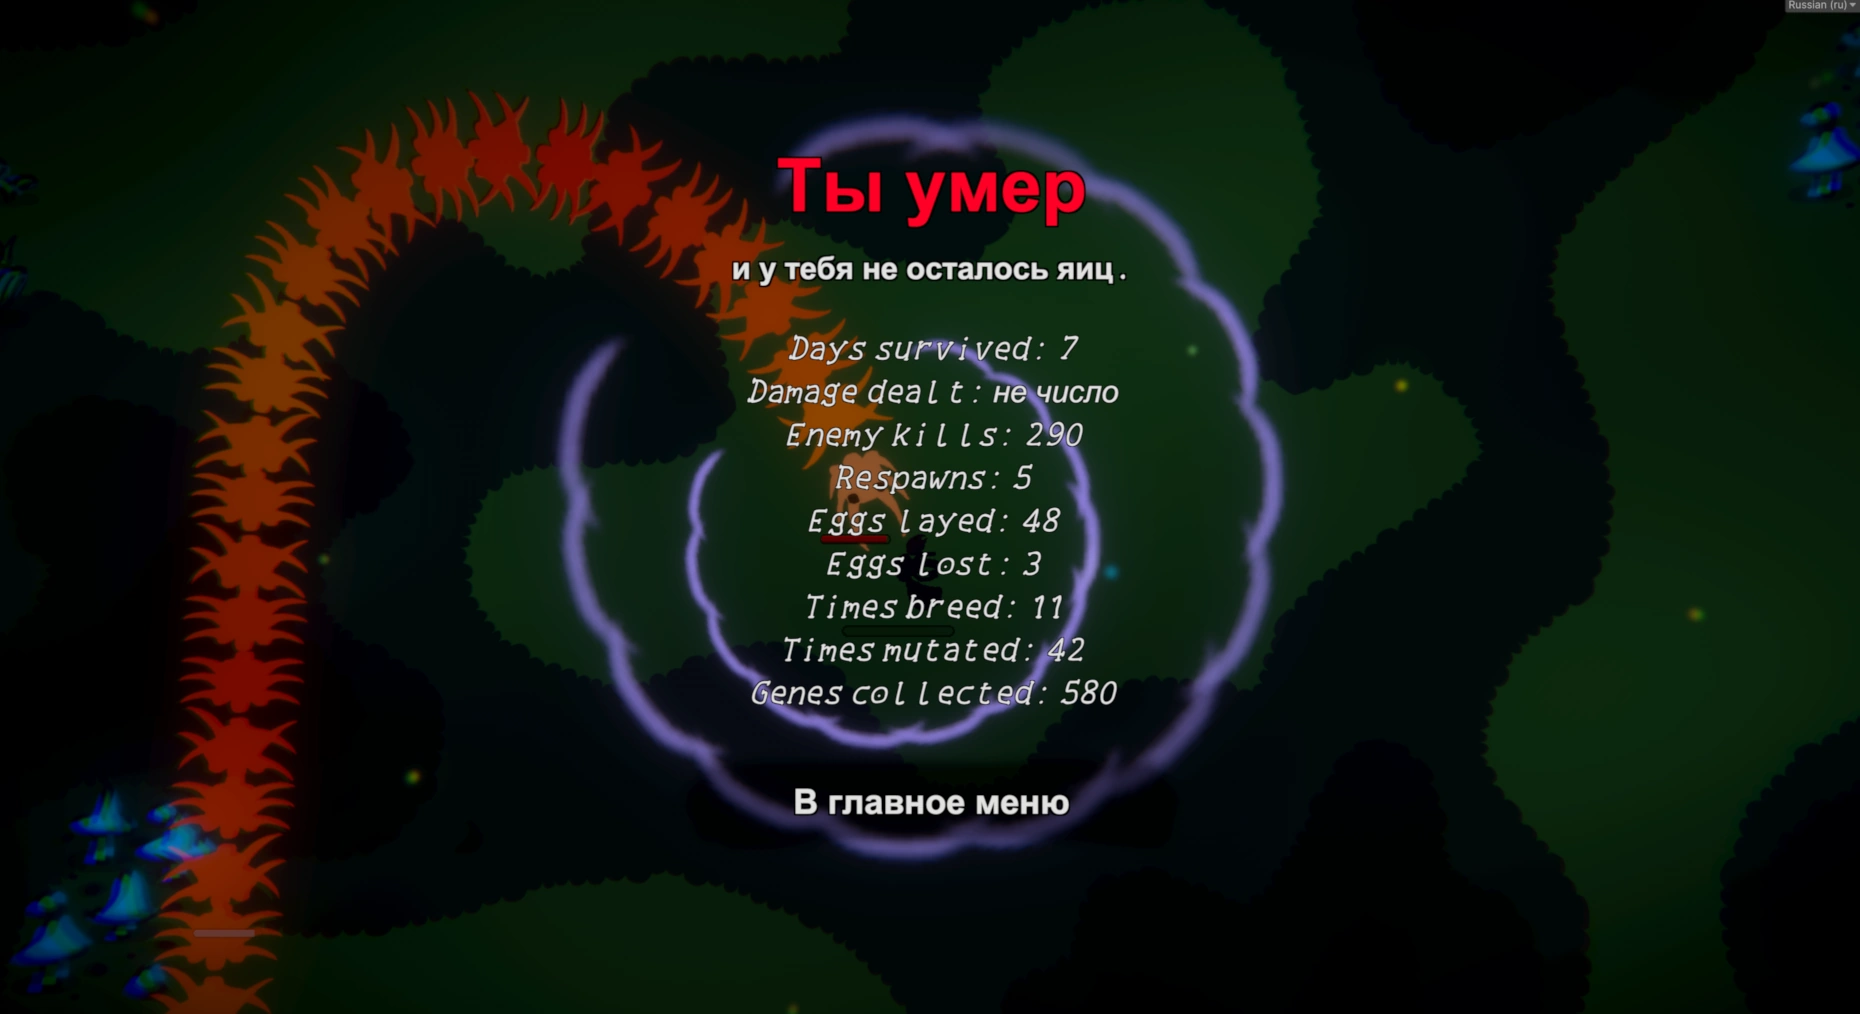 Russian (ru)
Ты умер
и у тебя не осталось яиц.
Days survived: 7
Damage dealt: не число
Enemy kills: 290
Respawns: 5
Eggs layed: 48
Eggs lost: 3
Times breed: 11
Times mutated: 42
Genes collected: 580
В главное меню